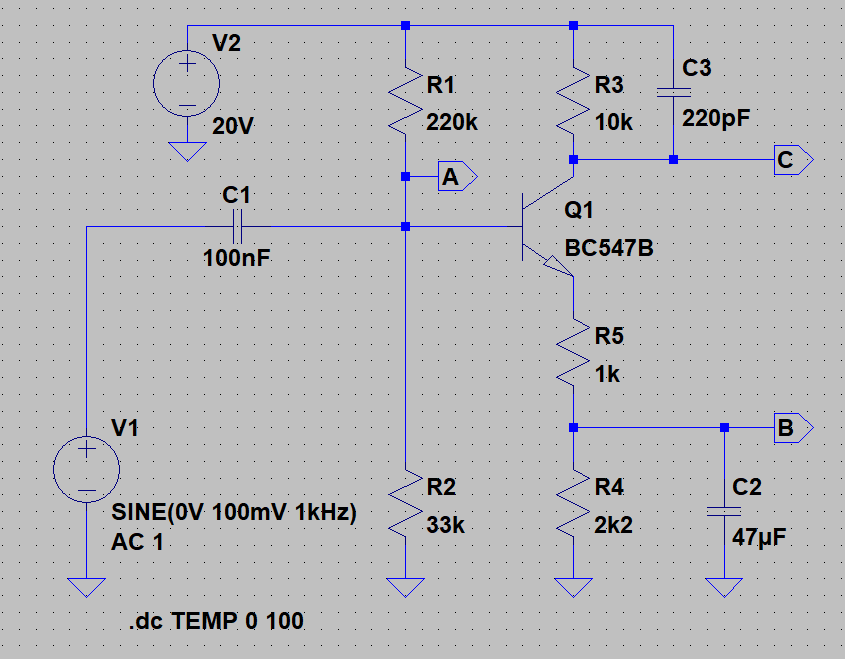 V2
20V
R1
220k
R3
10k
C3
220pF
A
C
C1
100nF
Q1
BC547B
R5
1k
V1
SINE(0V 100mV 1kHz)
AC 1
B
R2
33k
R4
2k2
C2
47µF
.dc TEMP 0 100